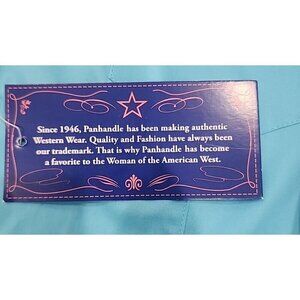 Since 1946, Panhandle has been making authentic
Western Wear. Quality and Fashion have always been
our trademark. That is why Panhandle has become
a favorite to the Woman of the American West.